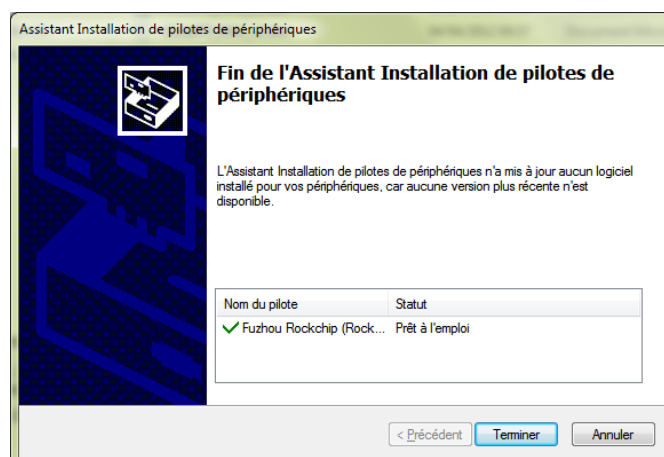 Assistant Installation de pilotes de périphériques
Fin de l'Assistant Installation de pilotes de
périphériques
L'Assistant Installation de pilotes de périphériques n'a mis à jour aucun logiciel
installé pour vos périphériques, car aucune version plus récente n'est
disponible.
Nom du pilote Statut
Fuzhou Rockchip (Rock... Prêt à l'emploi
< Précédent Terminer Annuler